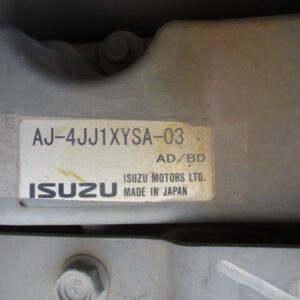 AJ-4JJ1XYSA-03
AD/BD
ISUZU ISUZU MOTORS LTD.
MADE IN JAPAN